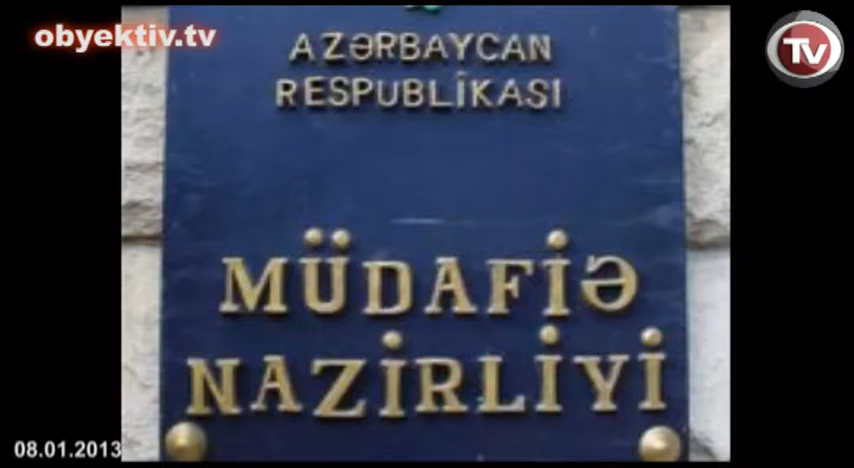 obyektiv.tv
TV
AZƏRBAYCAN
RESPUBLİKASI
MÜDAFİƏ
NAZİRLİYİ
08.01.2013